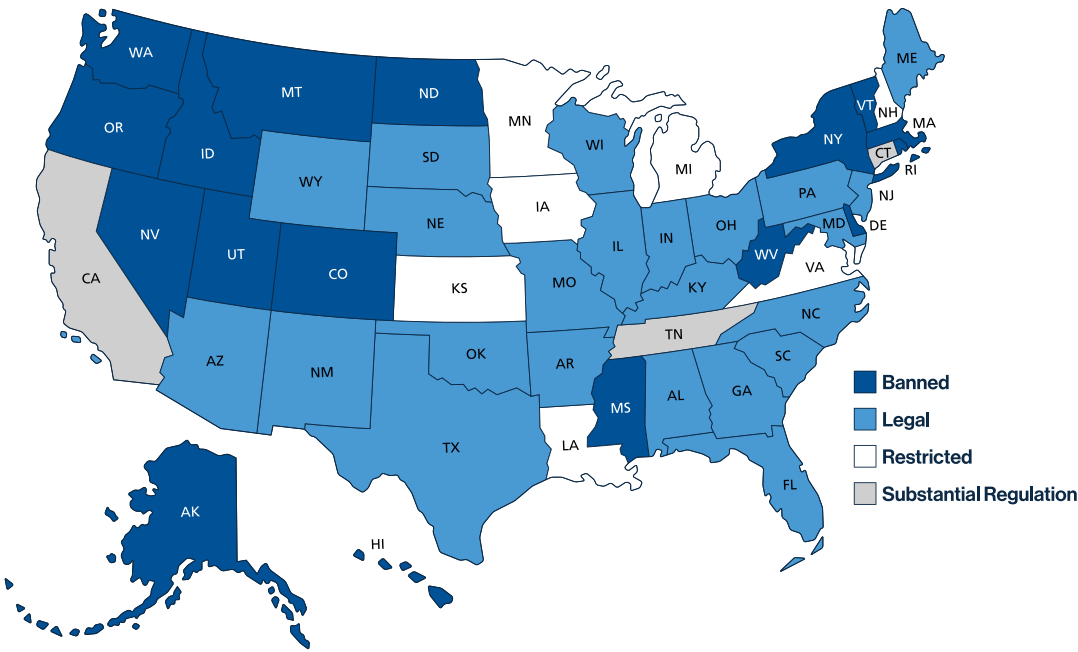 WA
MT
ND
MN
ME
VT
NH
MA
OR
ID
SD
WI
NY
CT
WY
MI
RI
IA
PA
NJ
NV
NE
IL
IN
OH
MD
DE
UT
CO
WV
VA
CA
KS
MO
KY
NC
TN
AZ
NM
OK
AR
SC
MS
AL
GA
TX
LA
FL
AK
HI
Banned
Legal
Restricted
Substantial Regulation